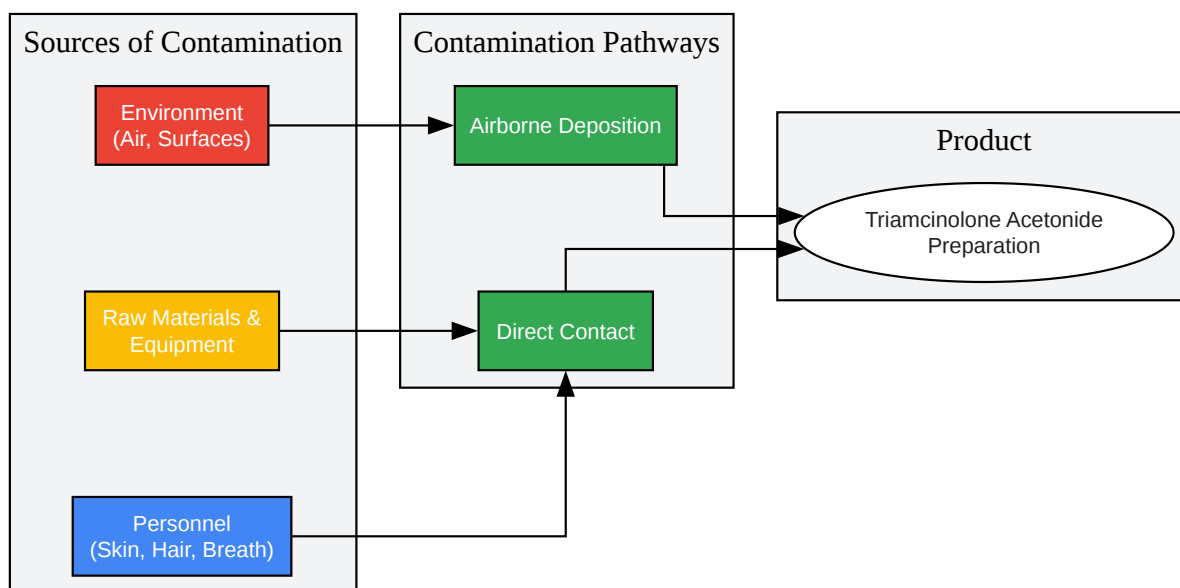 Sources of Contamination
Environment
(Air, Surfaces)
Raw Materials &
Equipment
Personnel
(Skin, Hair, Breath)
Contamination Pathways
Airborne Deposition
Direct Contact
Product
Triamcinolone Acetonide
Preparation